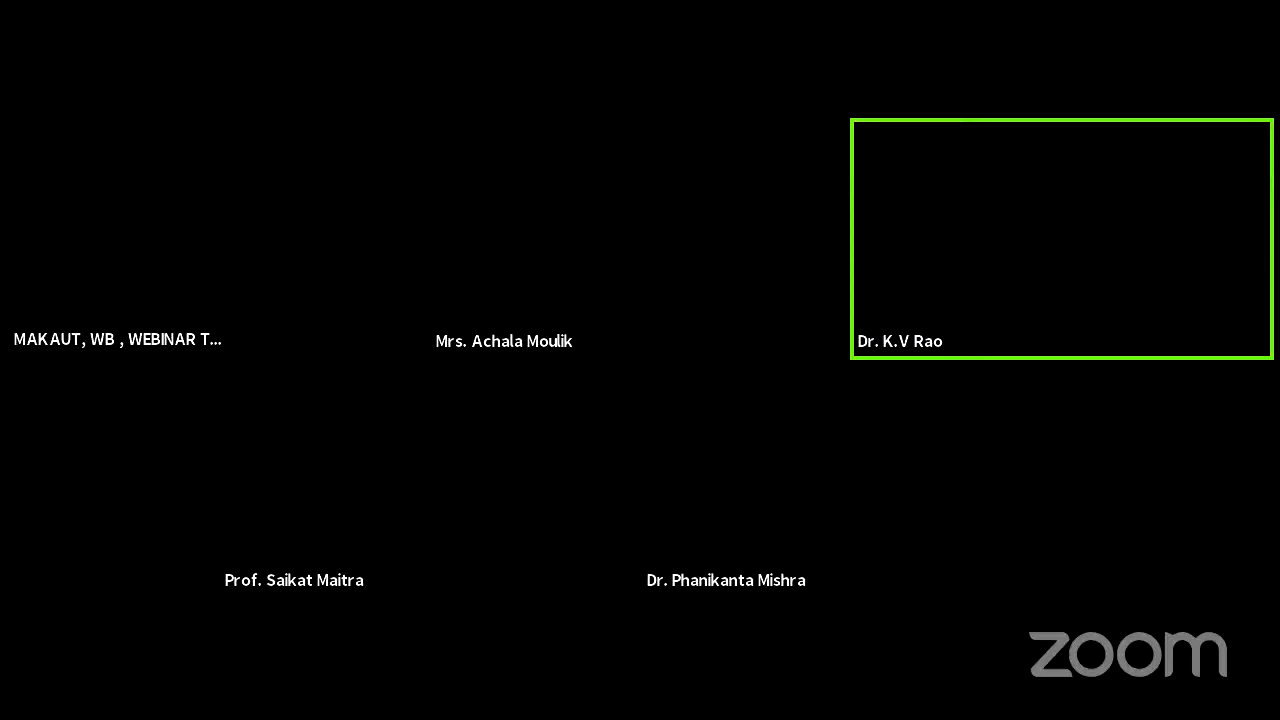 MAKAUT, WB , WEBINAR T...
Mrs. Achala Moulik
Dr. K.V Rao
Prof. Saikat Maitra
Dr. Phanikanta Mishra
zoom